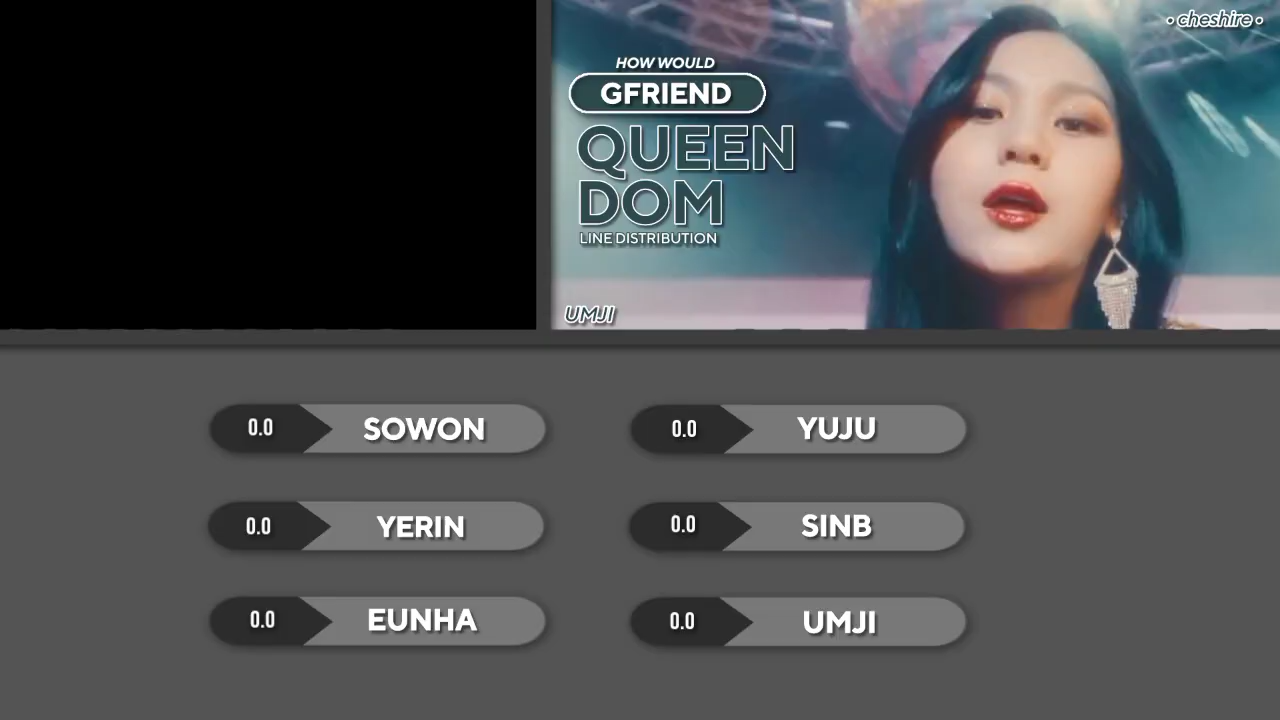 • cheshire •
HOW WOULD
GFRIEND
QUEEN
DOM
LINE DISTRIBUTION
UMJI
0.0 SOWON
0.0 YUJU
0.0 YERIN
0.0 SINB
0.0 EUNHA
0.0 UMJI